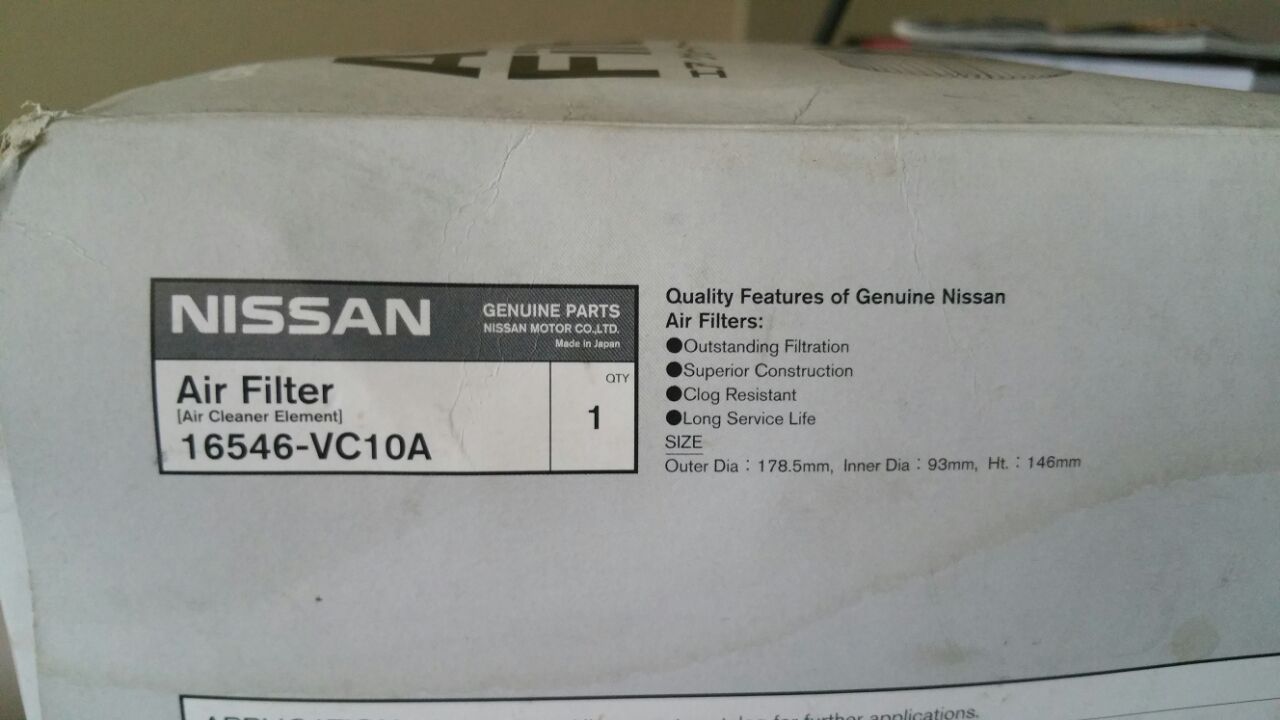 エア
NISSAN
GENUINE PARTS
NISSAN MOTOR CO.,LTD.
Made in Japan
Air Filter
[Air Cleaner Element]
16546-VC10A
QTY
1
Quality Features of Genuine Nissan
Air Filters:
●Outstanding Filtration
●Superior Construction
●Clog Resistant
●Long Service Life
SIZE
Outer Dia : 178.5mm, Inner Dia : 93mm, Ht. : 146mm
for further applications.